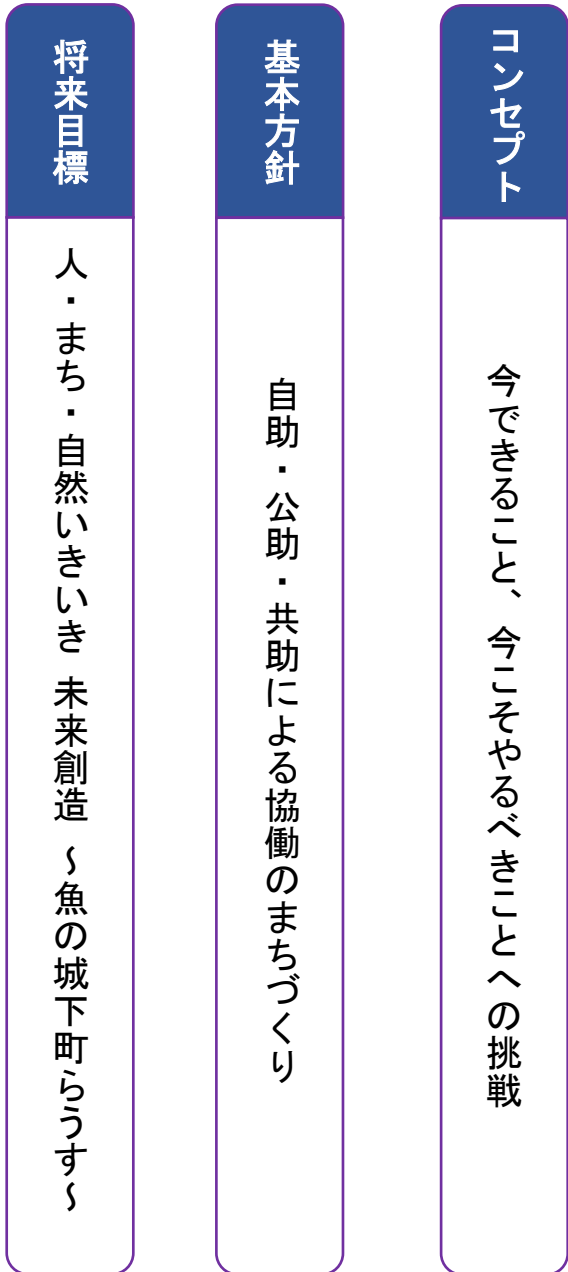 コンセプト
今できること、今こそやるべきことへの挑戦
基本方針
自助・公助・共助による協働のまちづくり
将来目標
人・まち・自然いきいき 未来創造 ～魚の城下町らうす～